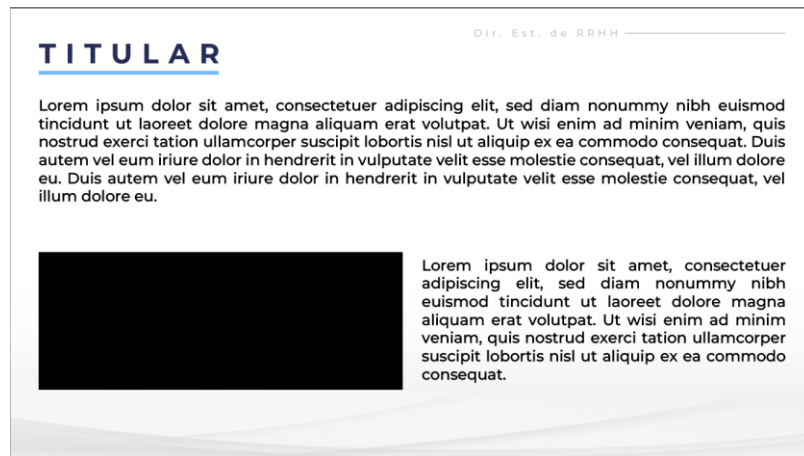 Dir. Est. de RRHH
TITULAR
Lorem ipsum dolor sit amet, consectetuer adipiscing elit, sed diam nonummy nibh euismod
tincidunt ut laoreet dolore magna aliquam erat volutpat. Ut wisi enim ad minim veniam, quis
nostrud exerci tation ullamcorper suscipit lobortis nisl ut aliquip ex ea commodo consequat. Duis
autem vel eum iriure dolor in hendrerit in vulputate velit esse molestie consequat, vel illum dolore
eu. Duis autem vel eum iriure dolor in hendrerit in vulputate velit esse molestie consequat, vel
illum dolore eu.
Lorem ipsum dolor sit amet, consectetuer
adipiscing elit, sed diam nonummy nibh
euismod tincidunt ut laoreet dolore magna
aliquam erat volutpat. Ut wisi enim ad minim
veniam, quis nostrud exerci tation ullamcorper
suscipit lobortis nisl ut aliquip ex ea commodo
consequat.